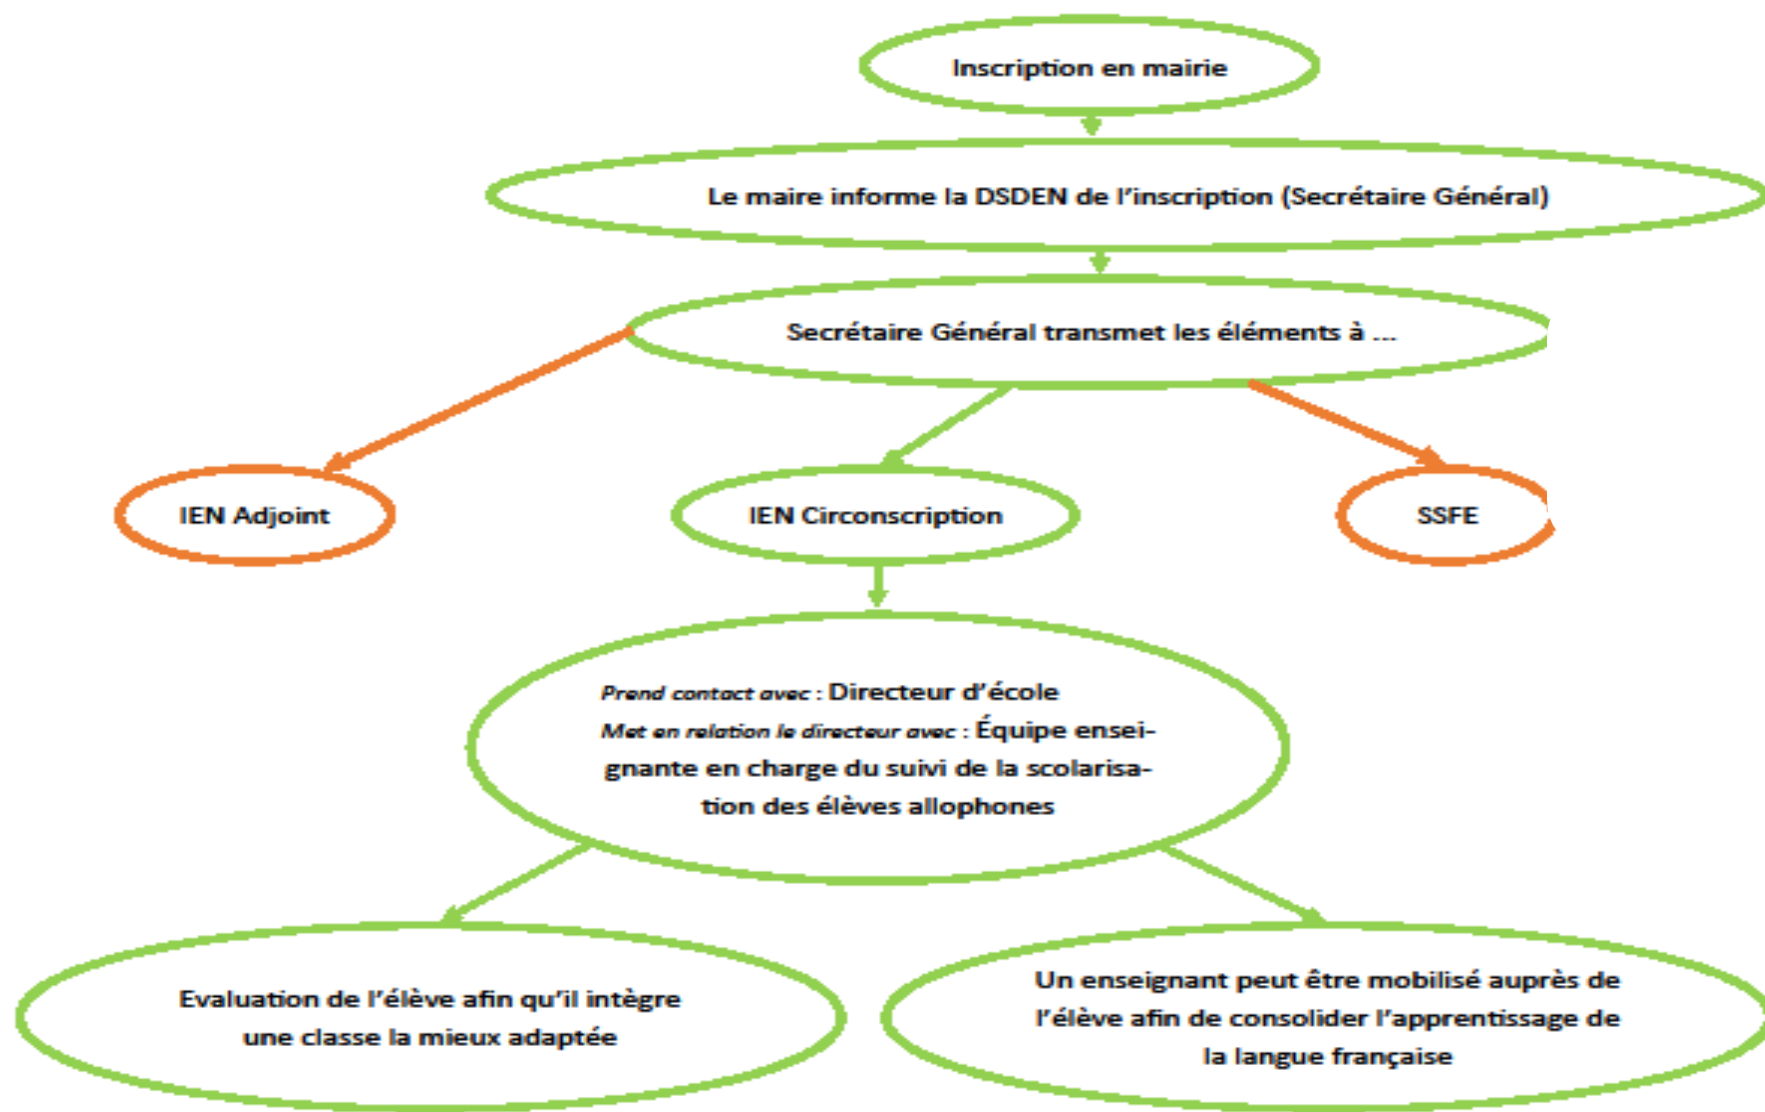 Inscription en mairie
Le maire informe la DSDEN de l’inscription (Secrétaire Général)
Secrétaire Général transmet les éléments à ...
IEN Adjoint
IEN Circonscription
SSFE
Prend contact avec : Directeur d’école
Met en relation le directeur avec : Équipe ensei-
gnante en charge du suivi de la scolarisa-
tion des élèves allophones
Evaluation de l’élève afin qu’il intègre
une classe la mieux adaptée
Un enseignant peut être mobilisé auprès de
l’élève afin de consolider l’apprentissage de
la langue française